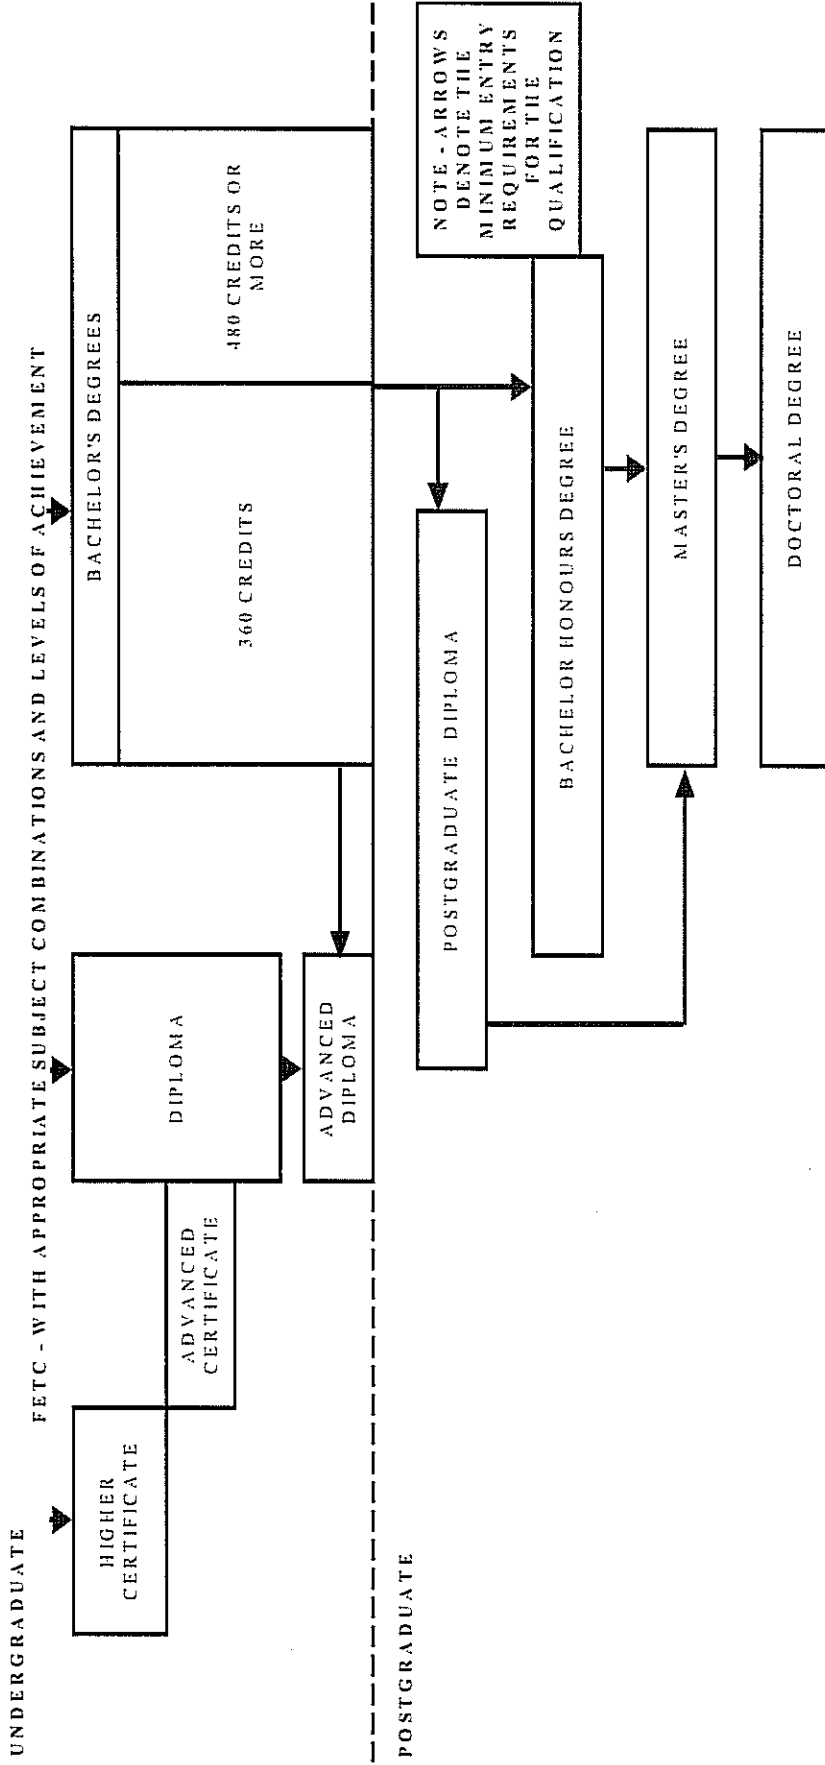 UNDERGRADUATE
FETC - WITH APPROPRIATE SUBJECT COMBINATIONS AND LEVELS OF ACHIEVEMENT
HIGHER
CERTIFICATE
ADVANCED
CERTIFICATE
DIPLOMA
ADVANCED
DIPLOMA
BACHELOR'S DEGREES
360 CREDITS
480 CREDITS OR
MORE
POSTGRADUATE
NOTE - ARROWS
DENOTE THE
MINIMUM ENTRY
REQUIREMENTS
FOR THE
QUALIFICATION
POSTGRADUATE DIPLOMA
BACHELOR HONOURS DEGREE
MASTER'S DEGREE
DOCTORAL DEGREE